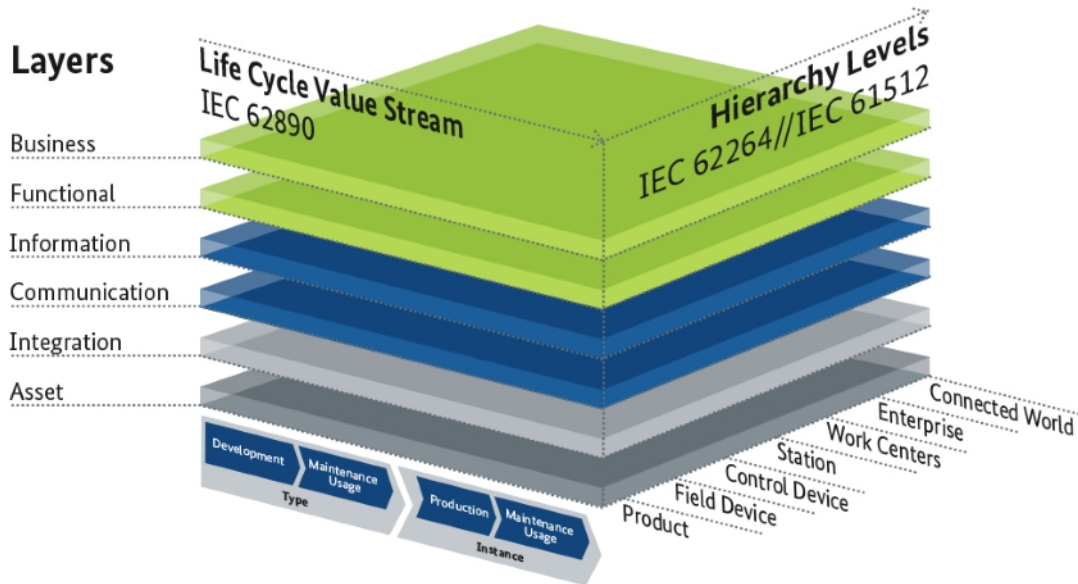 Layers
Life Cycle Value Stream
IEC 62890
Hierarchy Levels
IEC 62264//IEC 61512
Business
Functional
Information
Communication
Integration
Asset
Development
Maintenance
Usage
Type
Production
Maintenance
Usage
Instance
Connected World
Enterprise
Work Centers
Station
Control Device
Field Device
Product